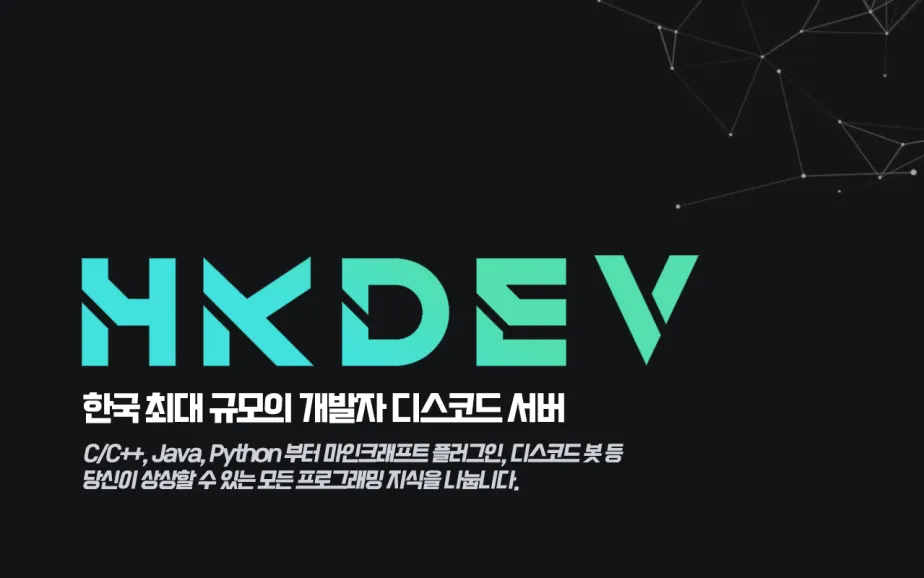 HKDEV
한국 최대 규모의 개발자 디스코드 서버
C/C++, Java, Python 부터 마인크래프트 플러그인, 디스코드 봇 등
당신이 상상할 수 있는 모든 프로그래밍 지식을 나눕니다.